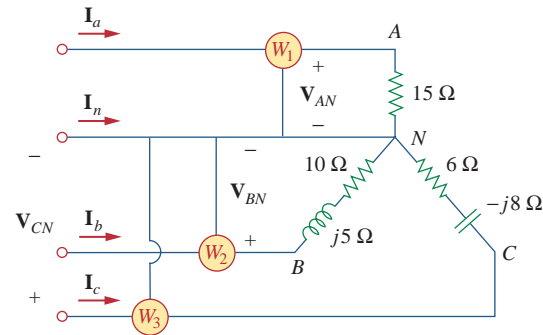 I_a
W_1
A
+
V_AN
15 Ω
I_n
−
N
−
−
10 Ω
6 Ω
V_BN
−j8 Ω
V_CN
I_b
j5 Ω
W_2
+
B
C
I_c
+
W_3